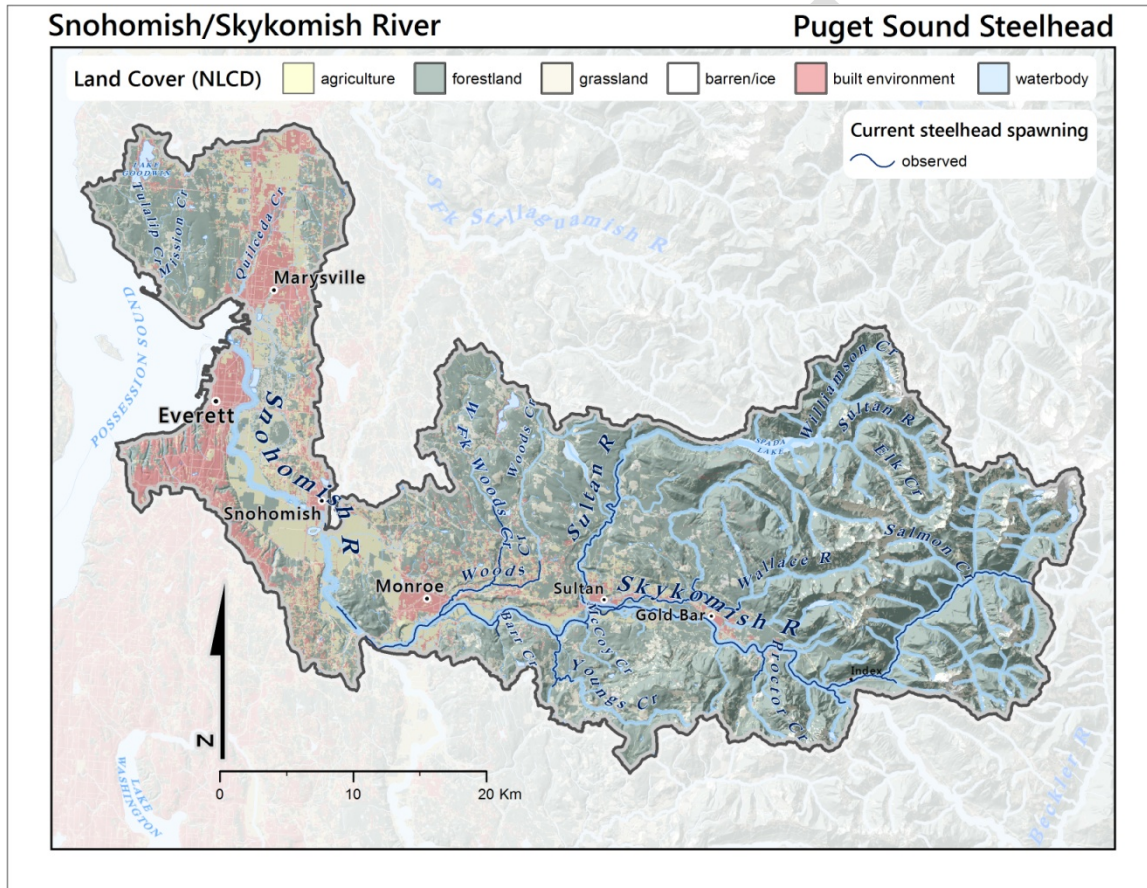 Snohomish/Skykomish River
Puget Sound Steelhead
Land Cover (NLCD)
agriculture
forestland
grassland
barren/ice
built environment
waterbody
Current steelhead spawning
observed
LAKE GOODWIN
Tulalip Cr
Mission Cr
Quilceda Cr
Marysville
S Fk Stillaguamish R
POSSESSION SOUND
Everett
Snohomish R
Snohomish
W Fk Woods Cr
Woods Cr
Woods Cr
Sultan R
Williamson Cr
Sultan R
SPADA LAKE
Elk Cr
Salmon Cr
Wallace R
Monroe
Sultan
Skykomish R
Gold Bar
Barr Cr
McCoy Cr
Youngs Cr
Proctor Cr
Index
Beckler R
LAKE WASHINGTON
N
0 10 20 Km